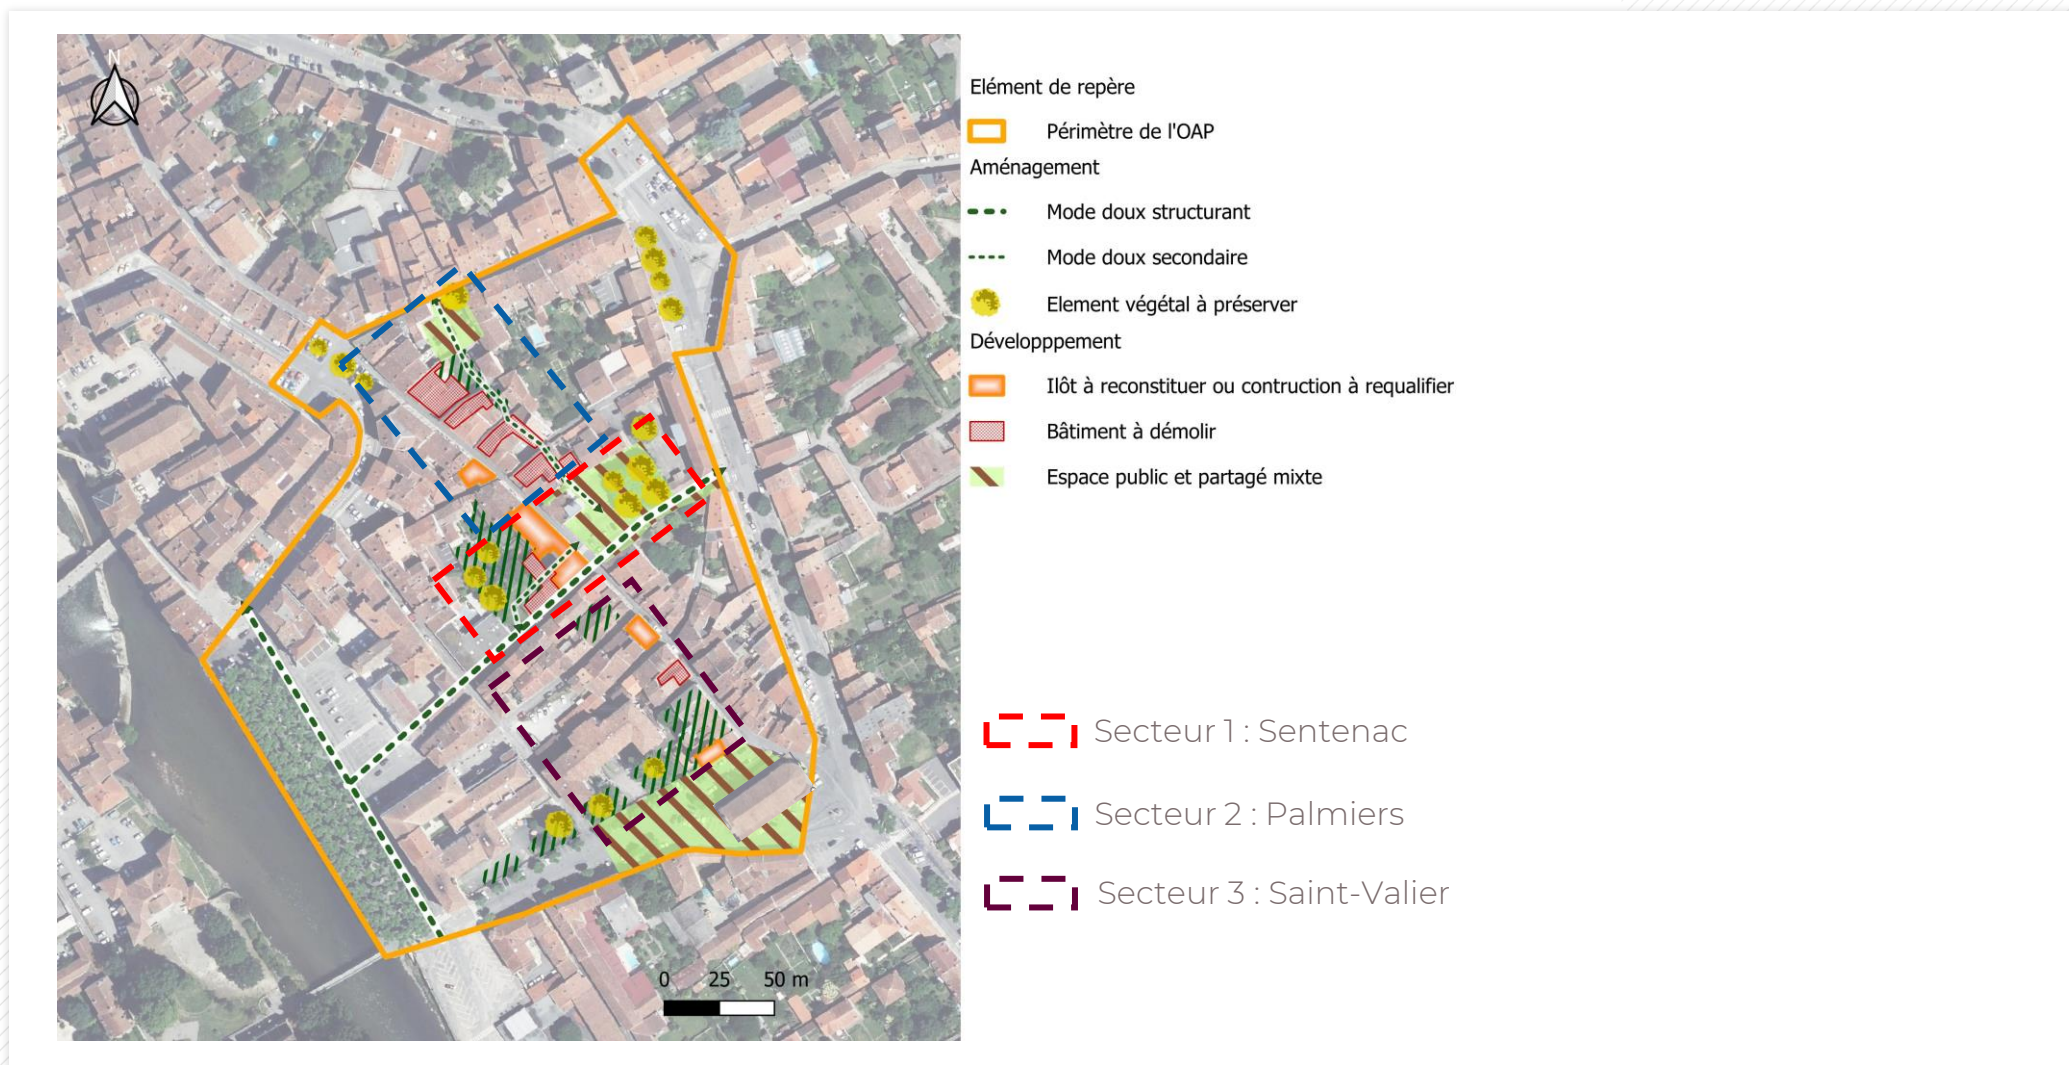 N
Elément de repère
Périmètre de l'OAP
Aménagement
Mode doux structurant
Mode doux secondaire
Element végétal à préserver
Développpement
Ilôt à reconstituer ou contruction à requalifier
Bâtiment à démolir
Espace public et partagé mixte
Secteur 1 : Sentenac
Secteur 2 : Palmiers
Secteur 3 : Saint-Valier
0 25 50 m